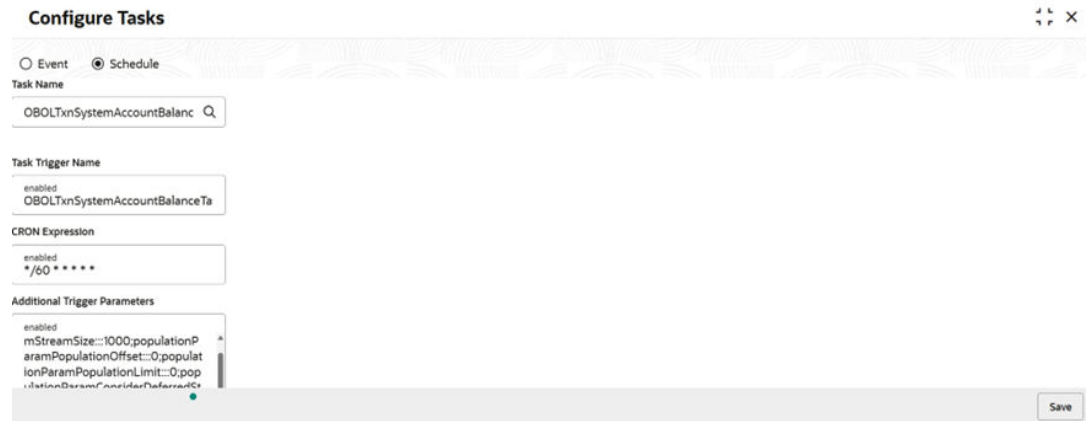 Configure Tasks
Event Schedule
Task Name
OBOLTxnSystemAccountBalanc
Task Trigger Name
enabled
OBOLTxnSystemAccountBalanceTa
CRON Expression
enabled
*/60 * * * * *
Additional Trigger Parameters
enabled
mStreamSize:::1000;populationP
aramPopulationOffset:::0;populat
ionParamPopulationLimit:::0;pop
ulationParamConsiderDeferredSt
Save